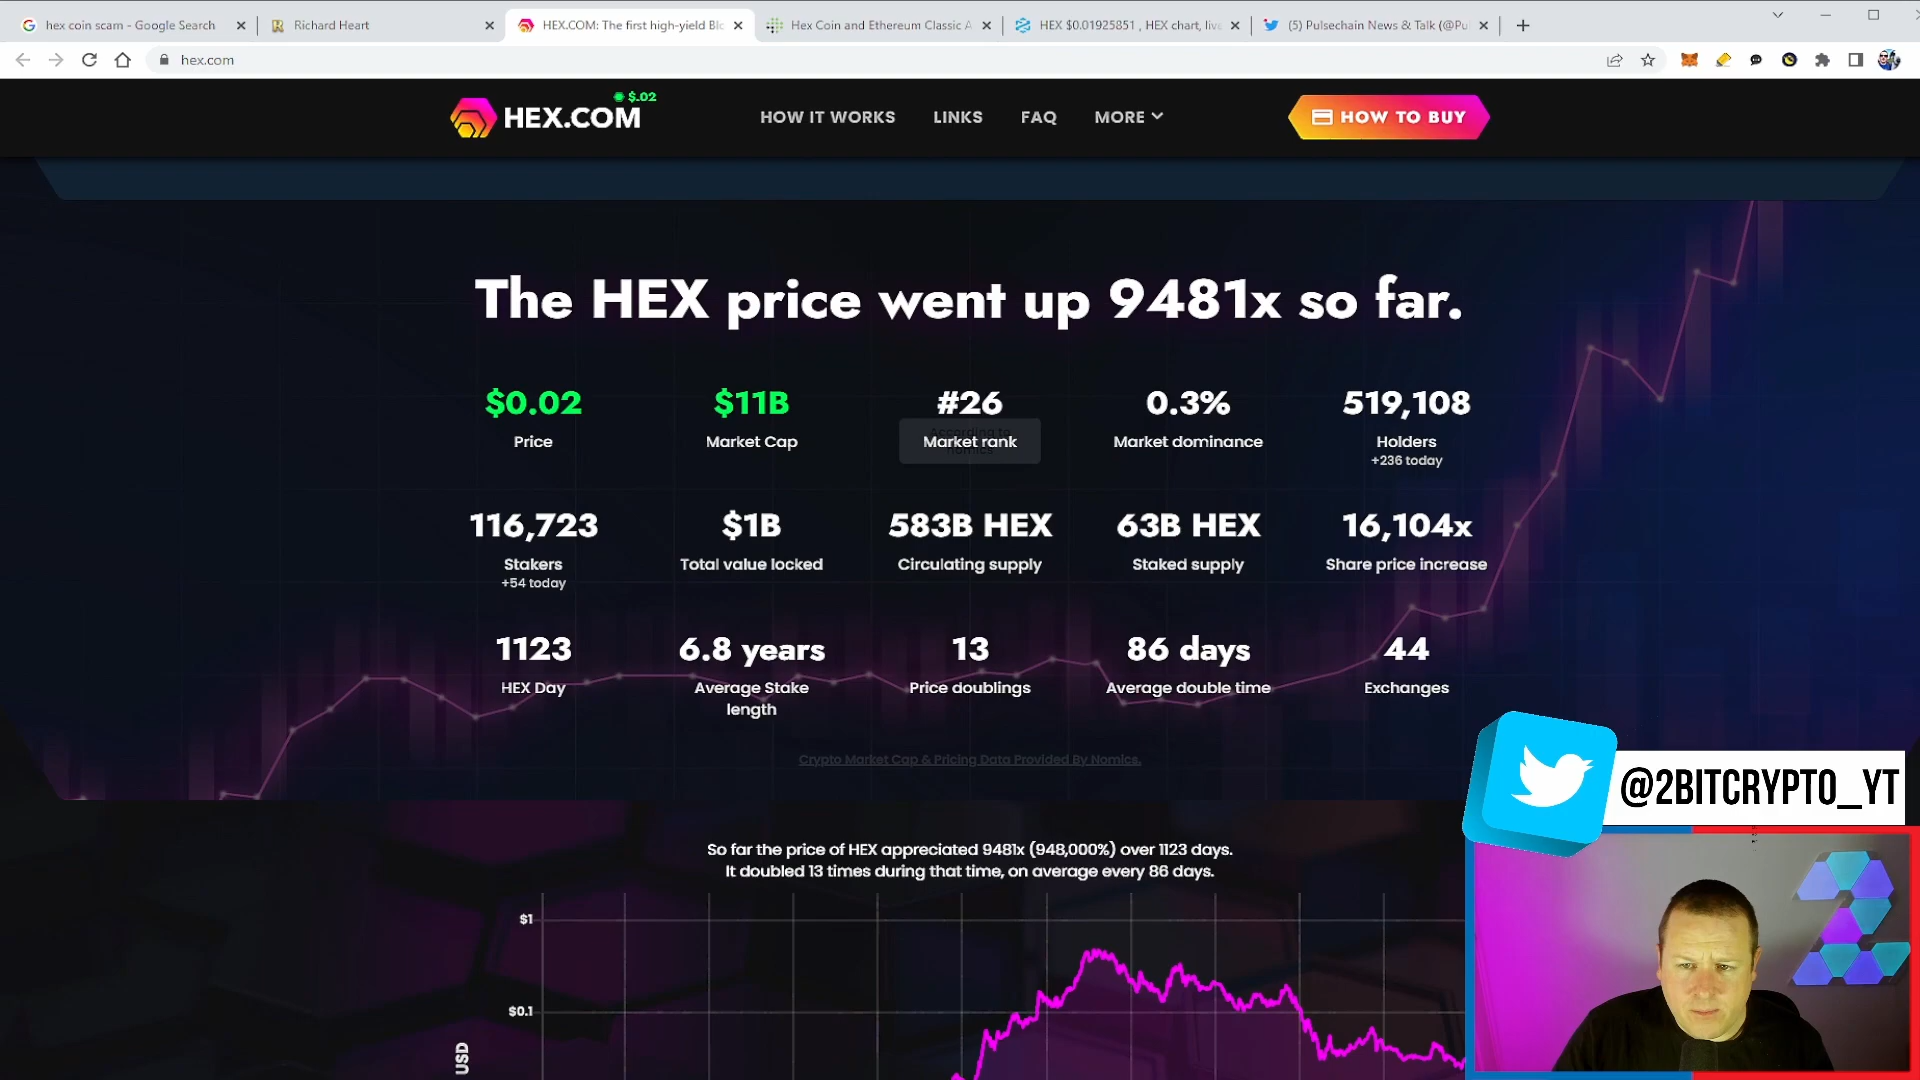 hex coin scam - Google Search
Richard Heart
HEX.COM: The first high-yield Blo
Hex Coin and Ethereum Classic A
HEX $0.01925851 , HEX chart, liv
(5) Pulsechain News & Talk (@Pu
hex.com
$.02
HEX.COM
HOW IT WORKS
LINKS
FAQ
MORE
HOW TO BUY
The HEX price went up 9481x so far.
$0.02
Price
$11B
Market Cap
#26
According to
Market rank
nomics
0.3%
Market dominance
519,108
Holders
+236 today
116,723
Stakers
+54 today
$1B
Total value locked
583B HEX
Circulating supply
63B HEX
Staked supply
16,104x
Share price increase
1123
HEX Day
6.8 years
Average Stake
length
13
Price doublings
86 days
Average double time
44
Exchanges
Crypto Market Cap & Pricing Data Provided By Nomics.
@2BITCRYPTO_YT
So far the price of HEX appreciated 9481x (948,000%) over 1123 days.
It doubled 13 times during that time, on average every 86 days.
$1
$0.1
USD